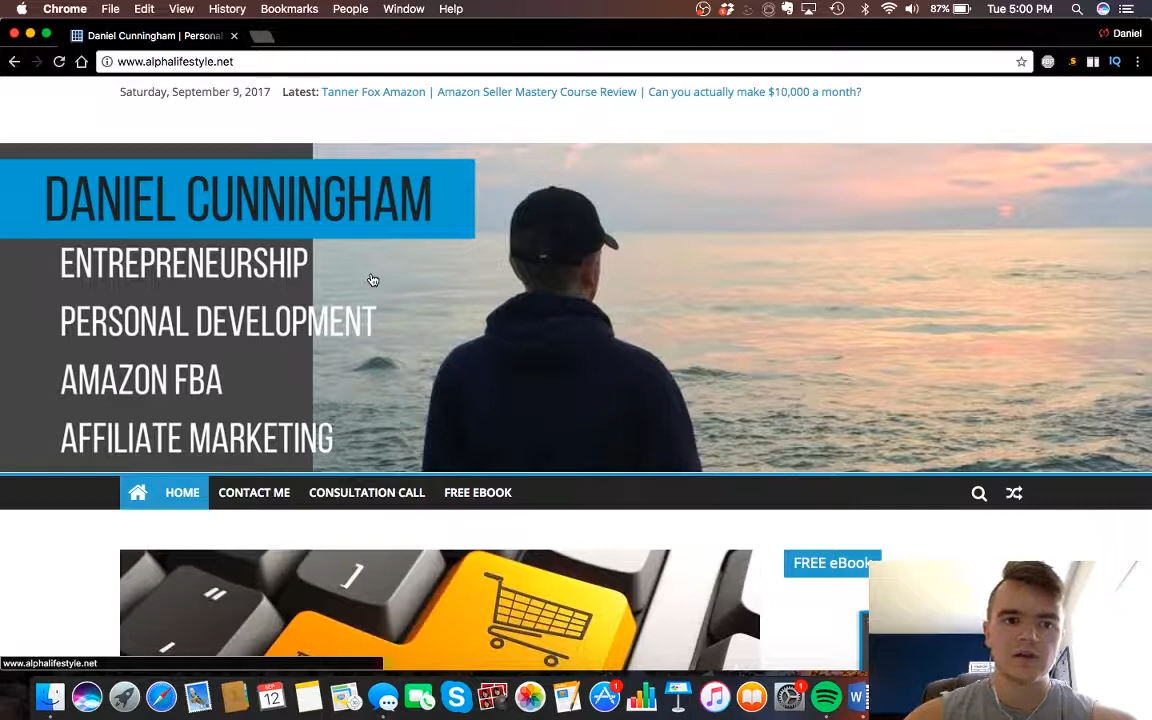 Chrome File Edit View History Bookmarks People Window Help 87% Tue 5:00 PM
Daniel Cunningham | Personal Daniel
www.alphalifestyle.net
Saturday, September 9, 2017 Latest: Tanner Fox Amazon | Amazon Seller Mastery Course Review | Can you actually make $10,000 a month?
DANIEL CUNNINGHAM
ENTREPRENEURSHIP
PERSONAL DEVELOPMENT
AMAZON FBA
AFFILIATE MARKETING
HOME CONTACT ME CONSULTATION CALL FREE EBOOK
FREE eBook
www.alphalifestyle.net